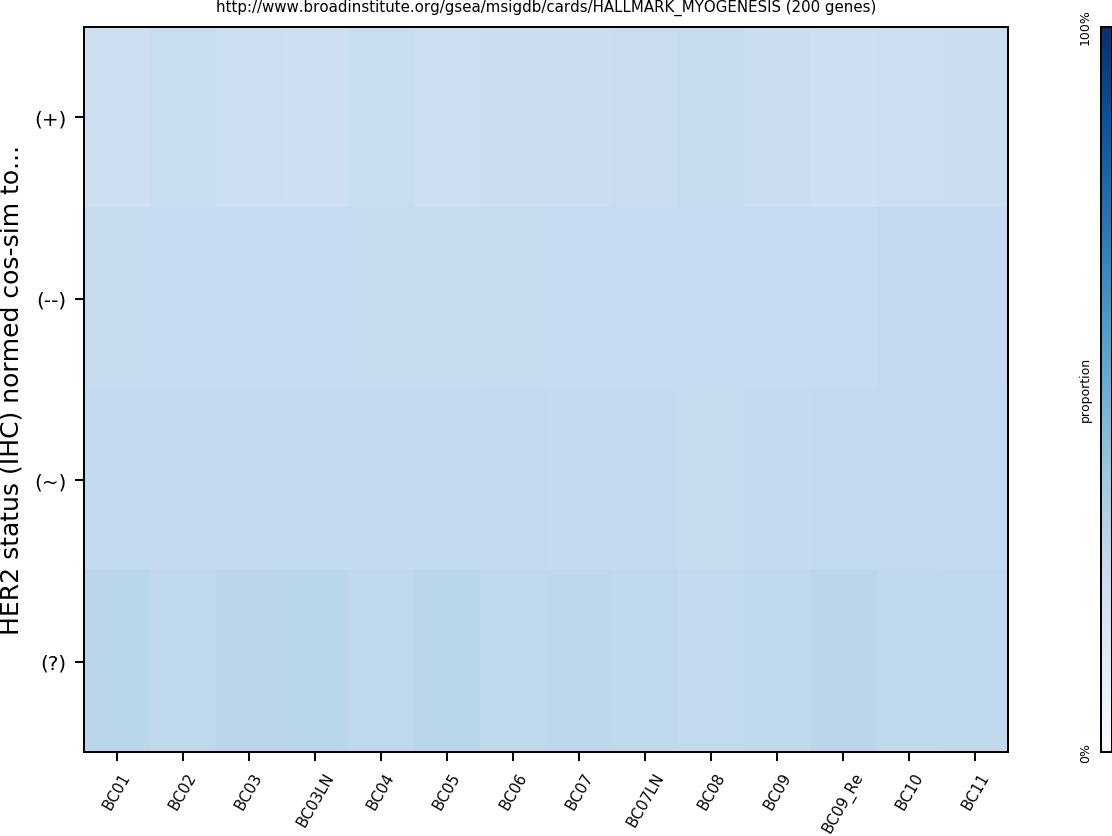 http://www.broadinstitute.org/gsea/msigdb/cards/HALLMARK_MYOGENESIS (200 genes)
HER2 status (IHC) normed cos-sim to...
(+)
(--)
(~)
(?)
BC01
BC02
BC03
BC03LN
BC04
BC05
BC06
BC07
BC07LN
BC08
BC09
BC09_Re
BC10
BC11
100%
proportion
0%